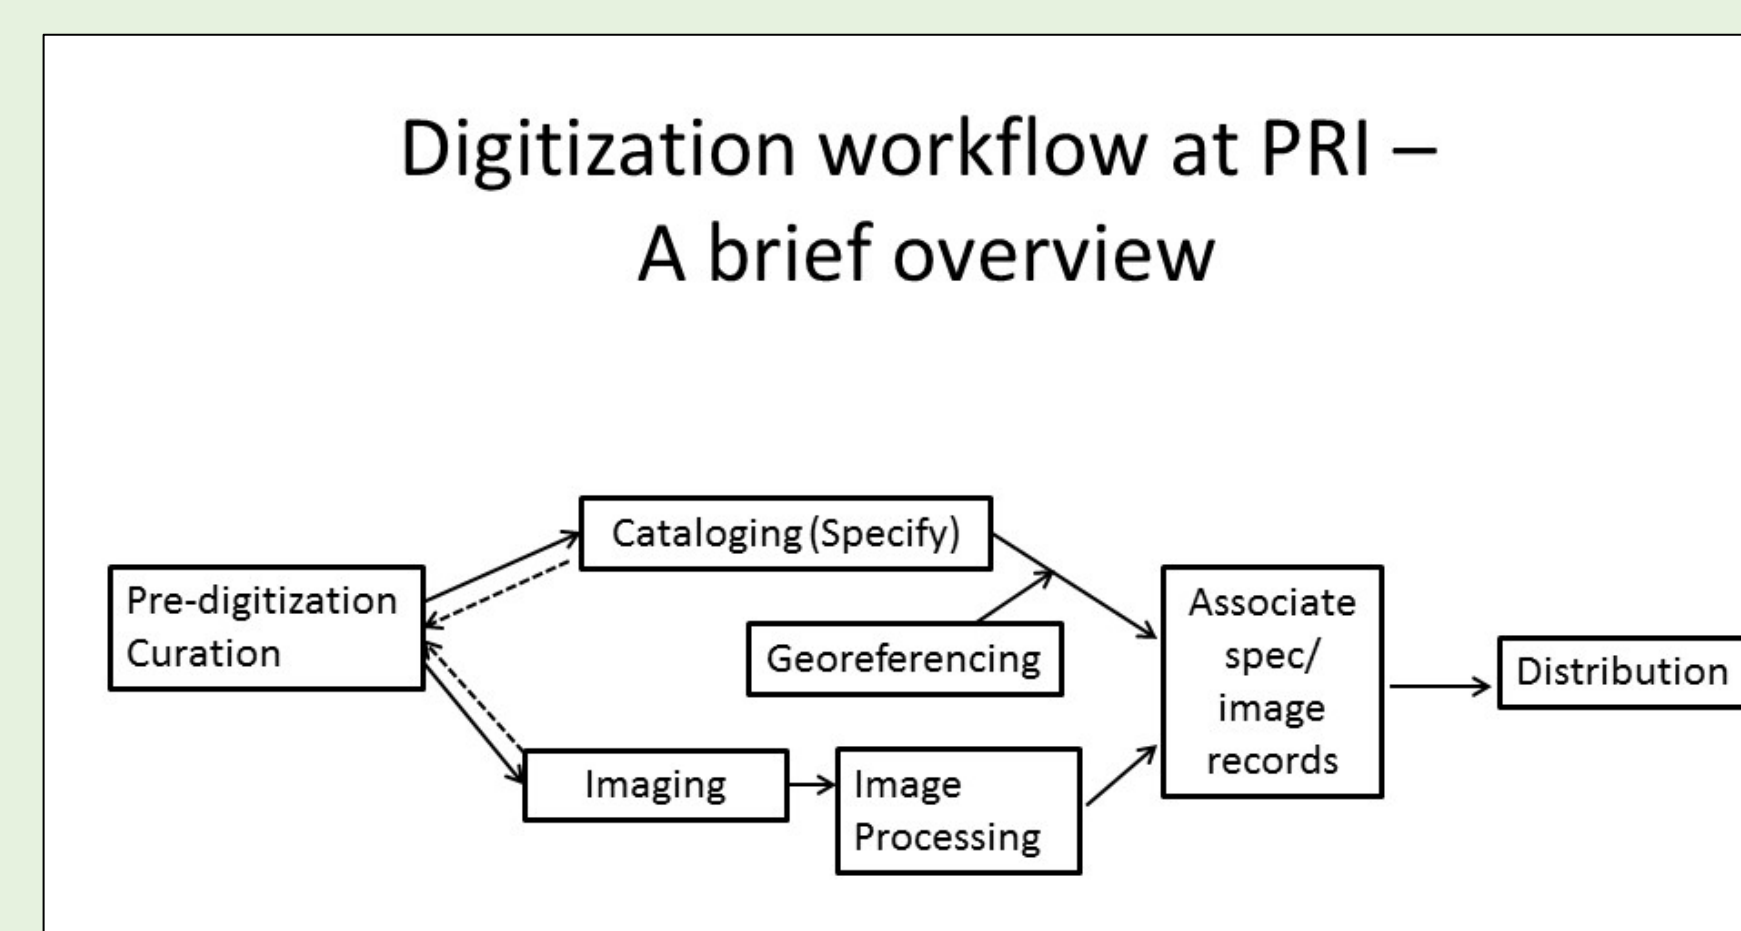 Digitization workflow at PRI –
A brief overview
Cataloging (Specify)
Pre-digitization
Curation
Georeferencing
Associate
spec/
image
records
Distribution
Imaging
Image
Processing